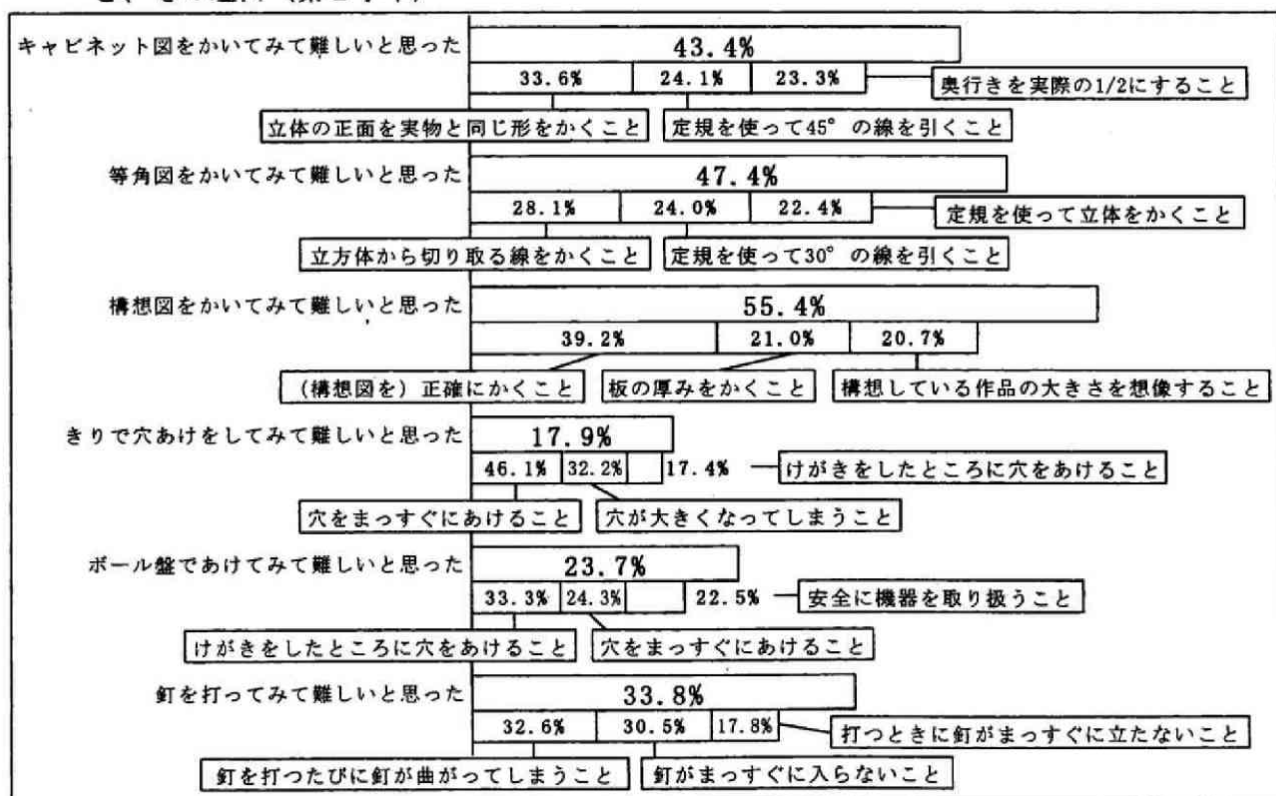 キャビネット図をかいてみて難しいと思った
43.4%
33.6% 24.1% 23.3% 奥行きを実際の1/2にすること
立体の正面を実物と同じ形をかくこと 定規を使って45°の線を引くこと
等角図をかいてみて難しいと思った
47.4%
28.1% 24.0% 22.4% 定規を使って立体をかくこと
立方体から切り取る線をかくこと 定規を使って30°の線を引くこと
構想図をかいてみて難しいと思った
55.4%
39.2% 21.0% 20.7%
(構想図を)正確にかくこと 板の厚みをかくこと 構想している作品の大きさを想像すること
きりで穴あけをしてみて難しいと思った
17.9%
46.1% 32.2% 17.4% けがきをしたところに穴をあけること
穴をまっすぐにあけること 穴が大きくなってしまうこと
ボール盤であけてみて難しいと思った
23.7%
33.3% 24.3% 22.5% 安全に機器を取り扱うこと
けがきをしたところに穴をあけること 穴をまっすぐにあけること
釘を打ってみて難しいと思った
33.8%
32.6% 30.5% 17.8% 打つときに釘がまっすぐに立たないこと
釘を打つたびに釘が曲がってしまうこと 釘がまっすぐに入らないこと